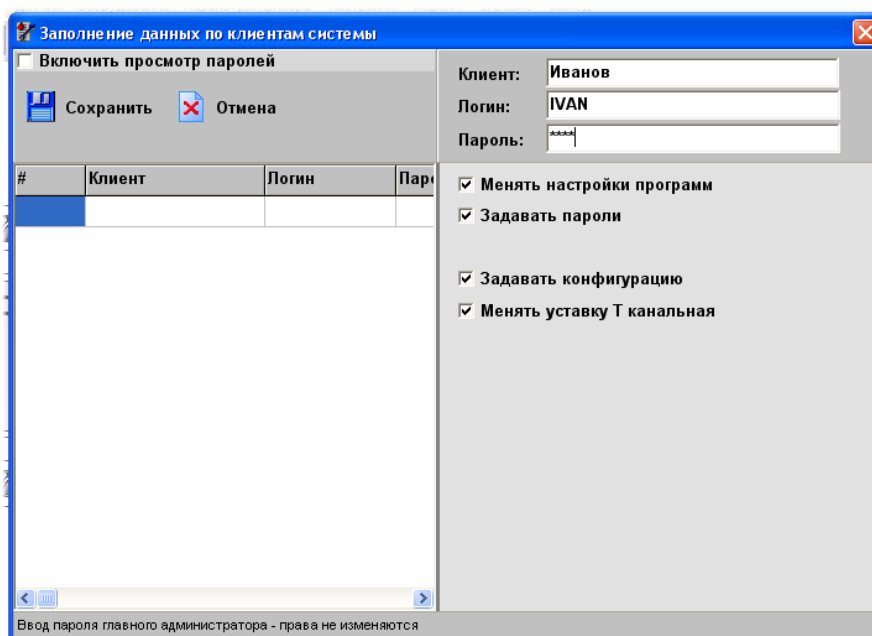 Заполнение данных по клиентам системы
Включить просмотр паролей
Сохранить Отмена
Клиент: Иванов
Логин: IVAN
Пароль: ****
# Клиент Логин Паро
Менять настройки программ
Задавать пароли
Задавать конфигурацию
Менять уставку Т канальная
Ввод пароля главного администратора - права не изменяются